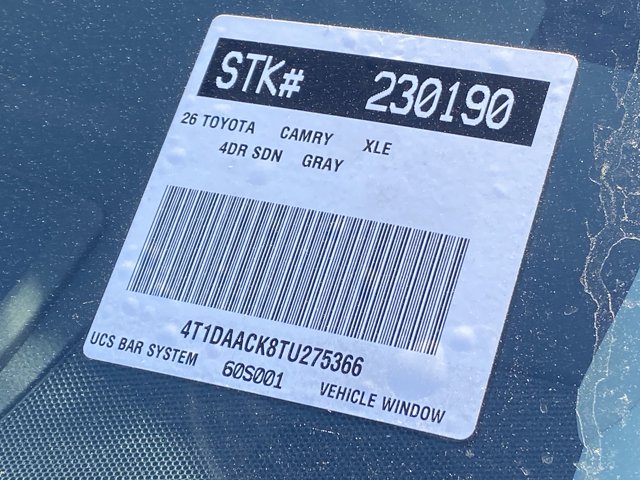 STK# 230190
26 TOYOTA CAMRY XLE
4DR SDN GRAY
4T1DAACK8TU275366
UCS BAR SYSTEM 60S001 VEHICLE WINDOW